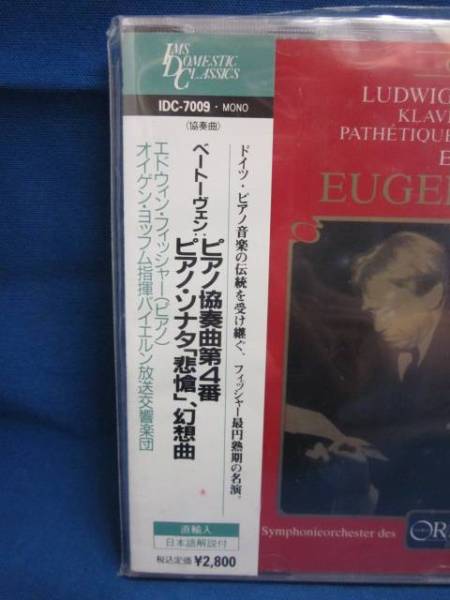 IMS
DOMESTIC
CLASSICS
IDC-7009・MONO
(協奏曲)
ドイツ・ピアノ音楽の伝統を受け継ぐ、フィッシャー最円熟期の名演。
ベートーヴェン:ピアノ協奏曲第4番
ピアノ・ソナタ「悲愴」、幻想曲
エドウィン・フィッシャー(ピアノ)
オイゲン・ヨッフム指揮バイエルン放送交響楽団
直輸入
日本語解説付
税込定価 ¥2,800
LUDWIG
KLAVIE
PATHÉTIQUE
E
EUGE
Symphonieorchester des
OR